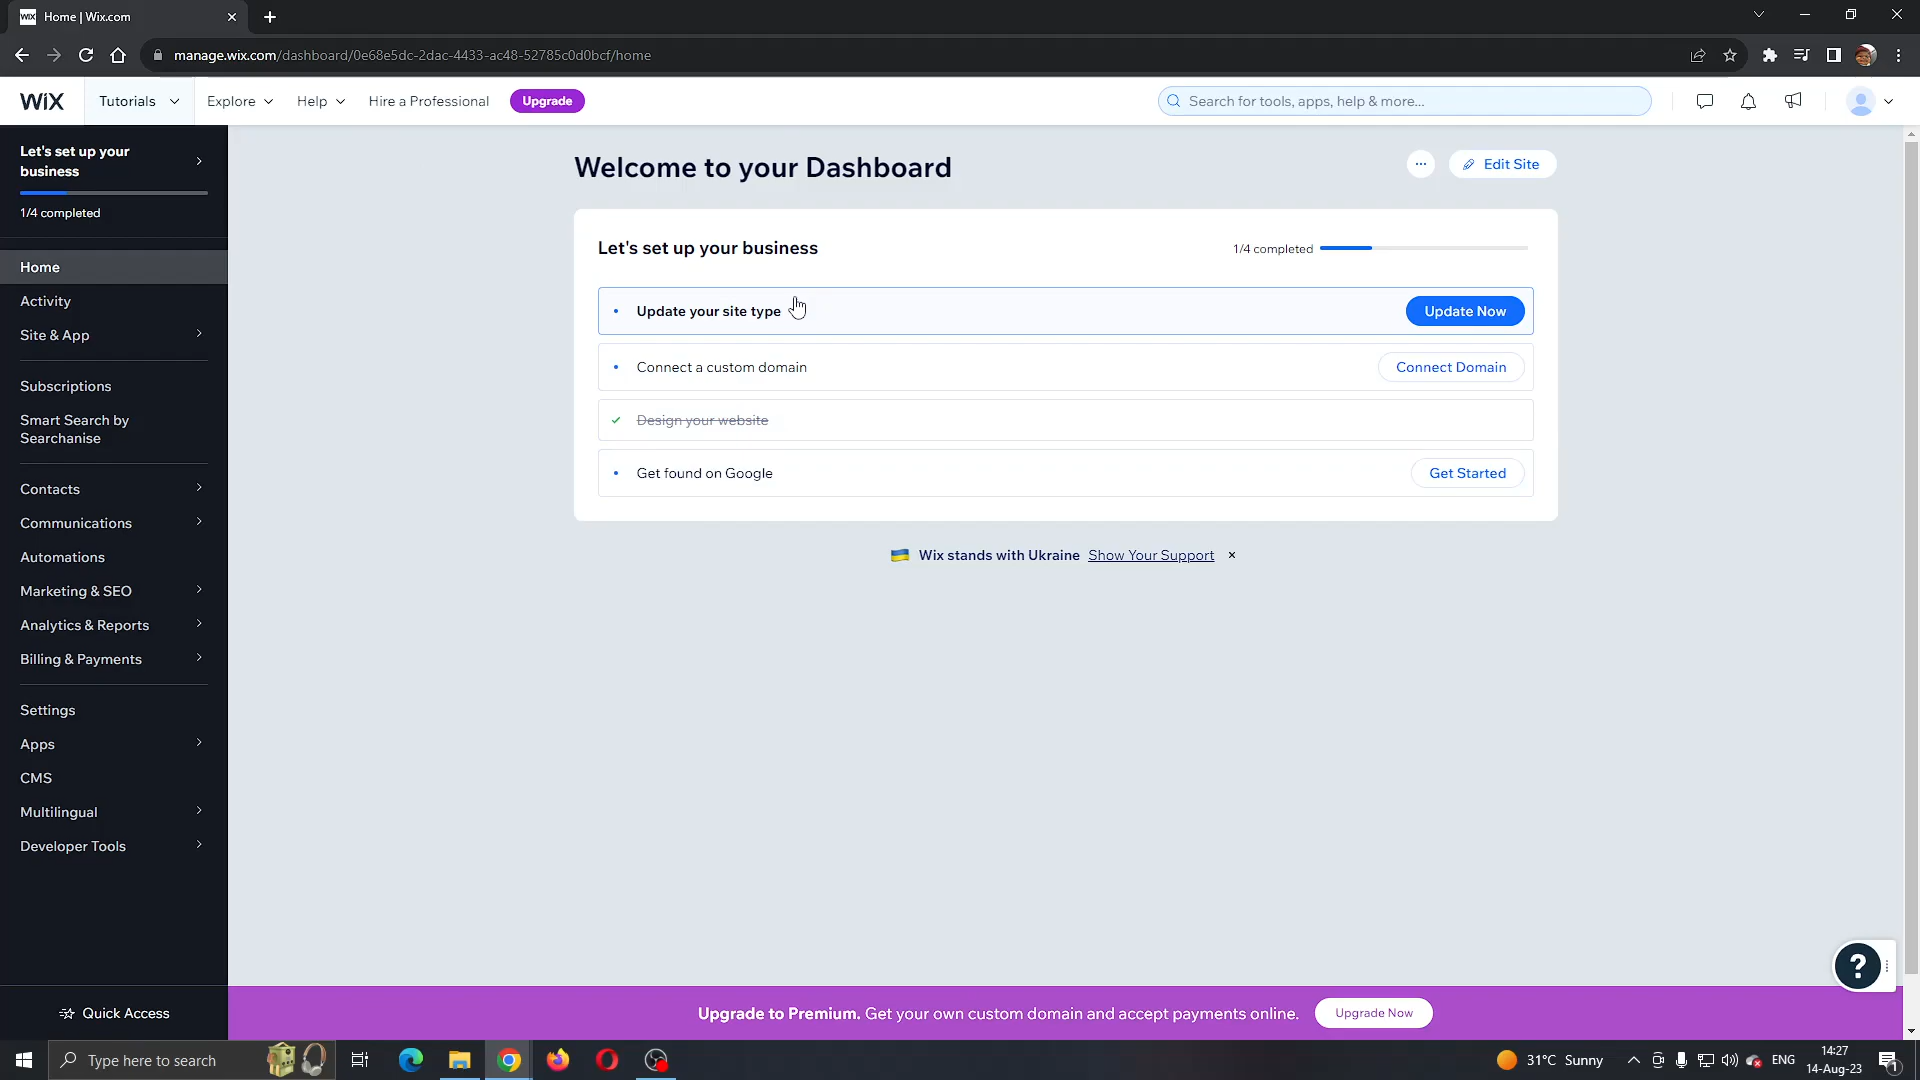 WIX Home | Wix.com
manage.wix.com/dashboard/0e68e5dc-2dac-4433-ac48-52785c0d0bcf/home
WIX Tutorials Explore Help Hire a Professional Upgrade Search for tools, apps, help & more...
Let's set up your
business
1/4 completed
Home
Activity
Site & App
Subscriptions
Smart Search by
Searchanise
Contacts
Communications
Automations
Marketing & SEO
Analytics & Reports
Billing & Payments
Settings
Apps
CMS
Multilingual
Developer Tools
Quick Access
Welcome to your Dashboard
Edit Site
Let's set up your business 1/4 completed
Update your site type Update Now
Connect a custom domain Connect Domain
Design your website
Get found on Google Get Started
Wix stands with Ukraine Show Your Support
?
Upgrade to Premium. Get your own custom domain and accept payments online. Upgrade Now
Type here to search
31°C Sunny
ENG
14:27
14-Aug-23
1